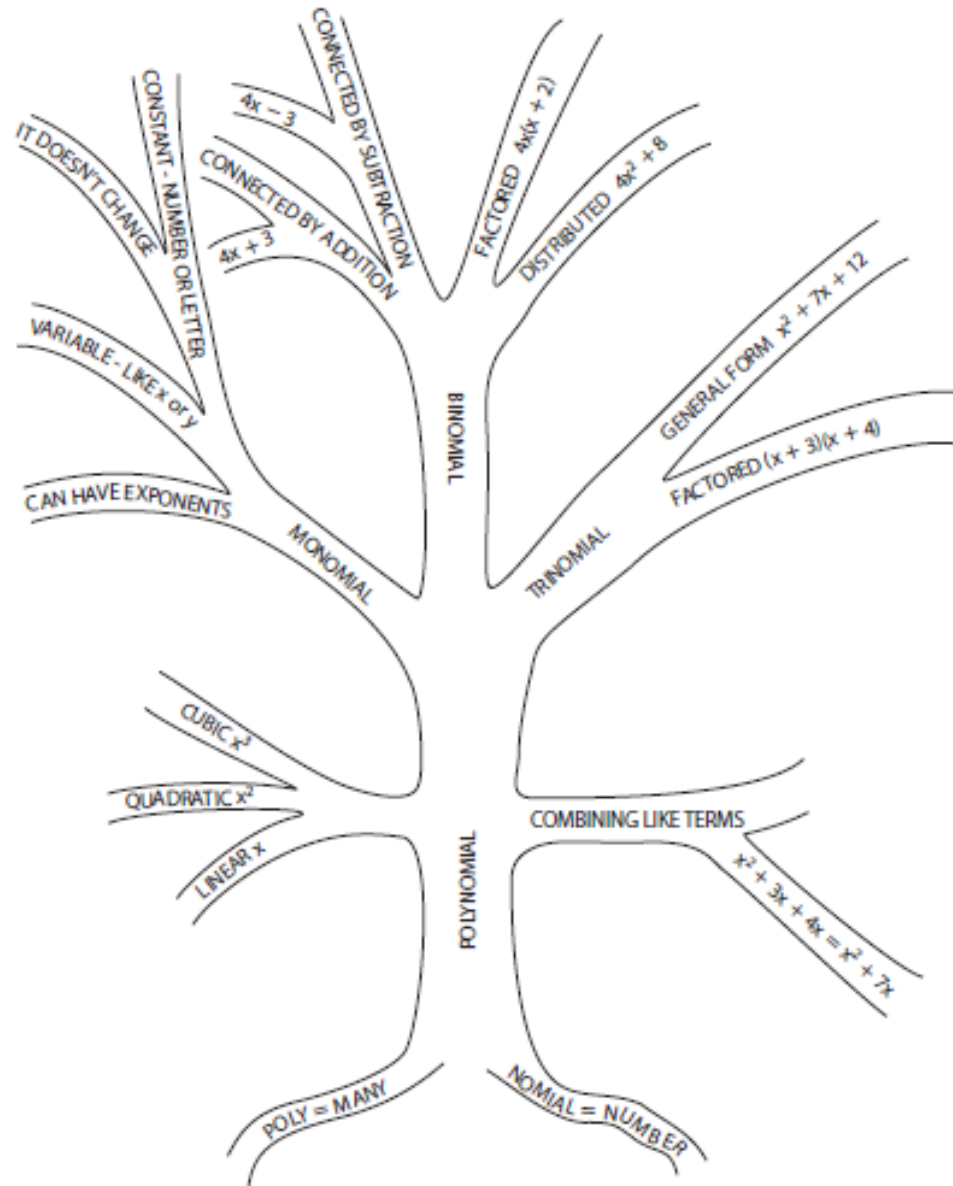 CONNECTED BY SUBTRACTION
4x − 3
CONNECTED BY ADDITION
4x + 3
CONSTANT - NUMBER OR LETTER
IT DOESN'T CHANGE
VARIABLE - LIKE x or y
CAN HAVE EXPONENTS
MONOMIAL
BINOMIAL
FACTORED 4x(x + 2)
DISTRIBUTED 4x² + 8
GENERAL FORM x² + 7x + 12
FACTORED (x + 3)(x + 4)
TRINOMIAL
CUBIC x³
QUADRATIC x²
LINEAR x
COMBINING LIKE TERMS
x² + 3x + 4x = x² + 7x
POLYNOMIAL
POLY = MANY
NOMIAL = NUMBER